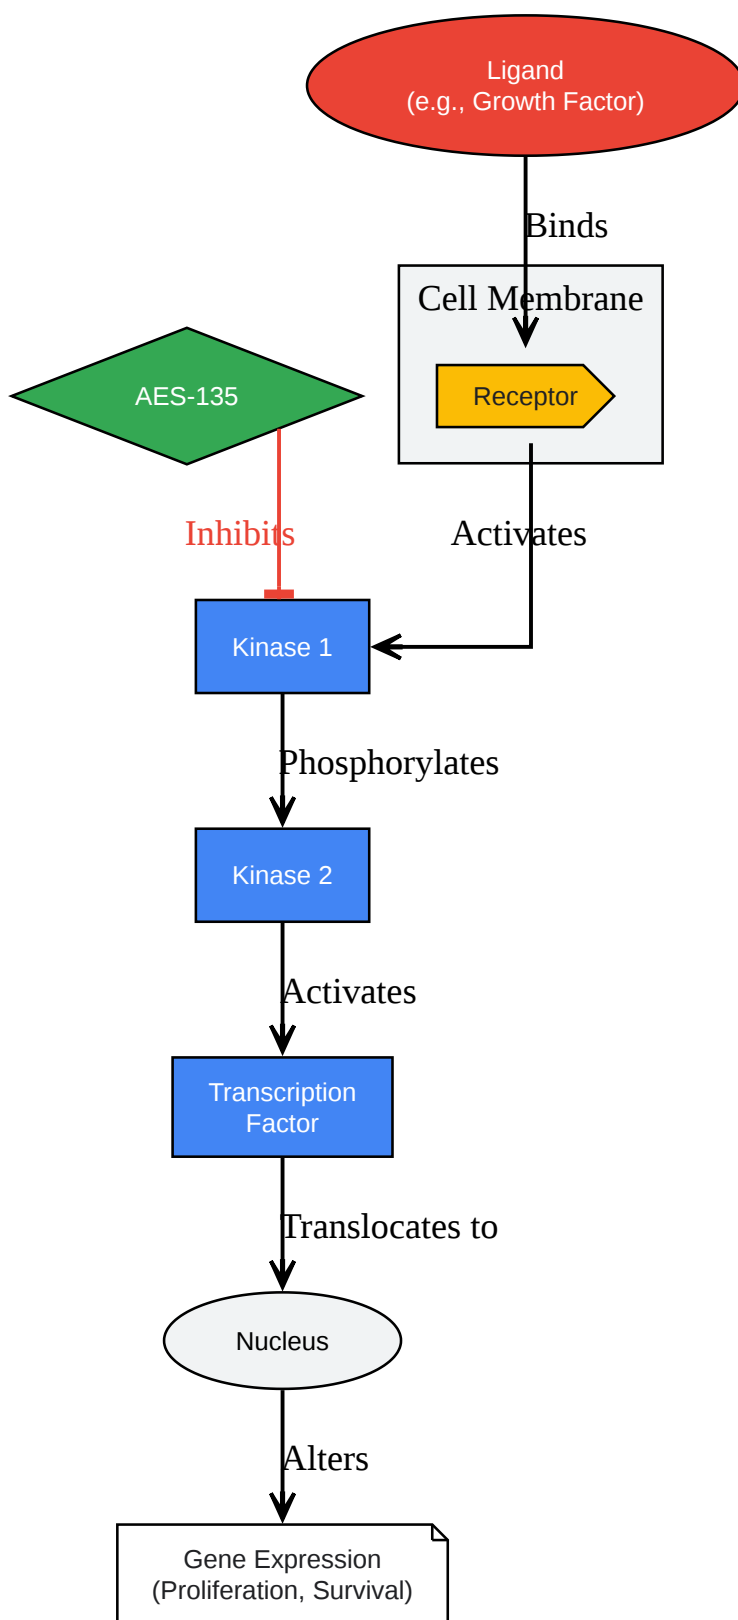 Ligand
(e.g., Growth Factor)
Binds
Cell Membrane
AES-135
Receptor
Inhibits
Activates
Kinase 1
Phosphorylates
Kinase 2
Activates
Transcription
Factor
Translocates to
Nucleus
Alters
Gene Expression
(Proliferation, Survival)